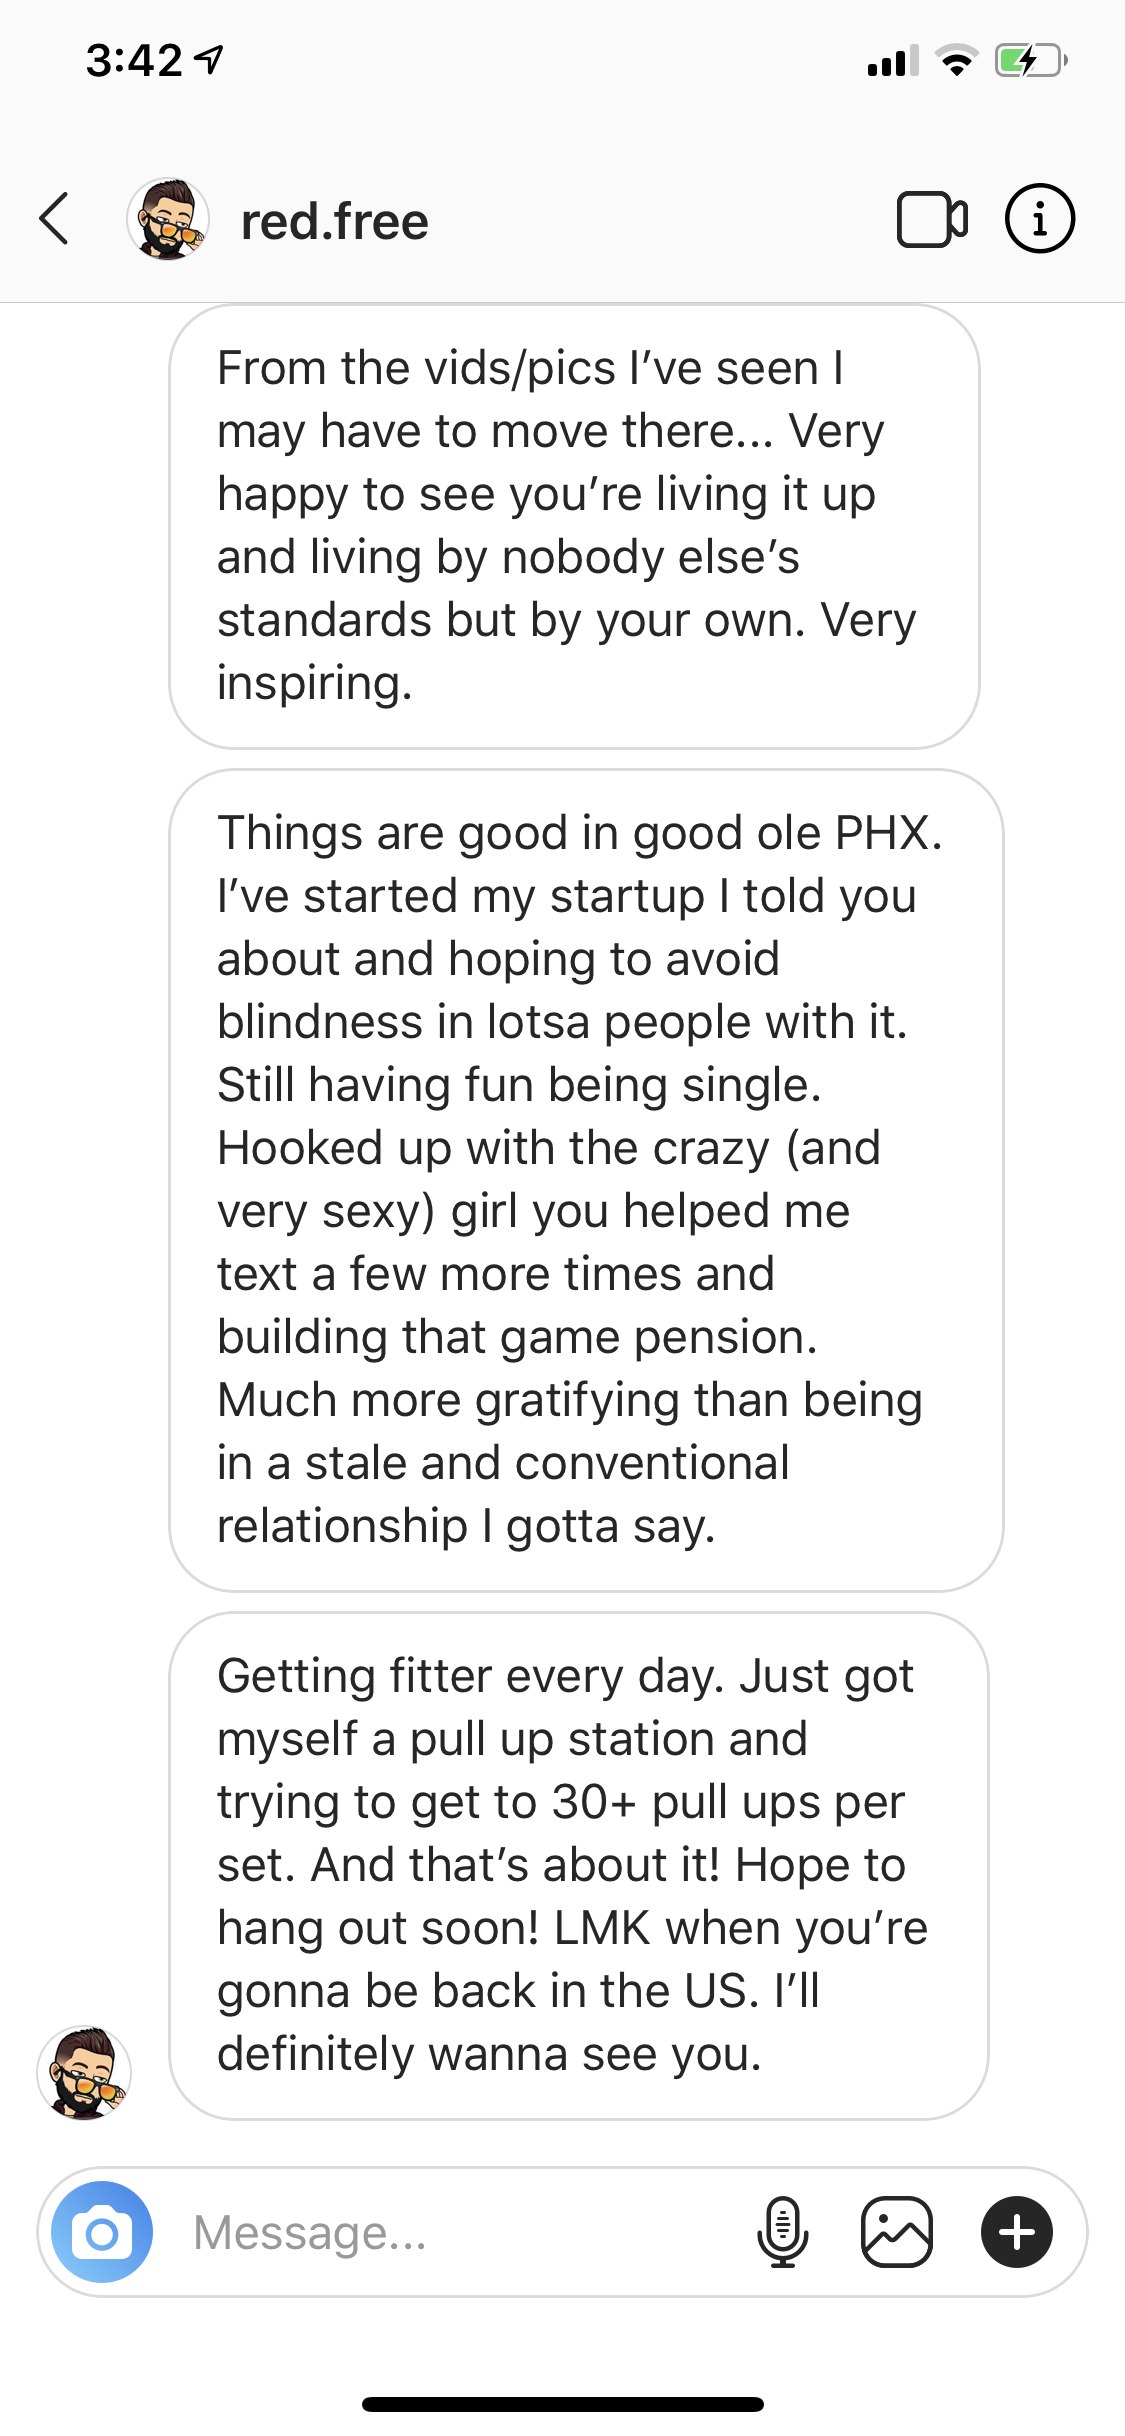 3:42
red.free
From the vids/pics I’ve seen I
may have to move there... Very
happy to see you’re living it up
and living by nobody else’s
standards but by your own. Very
inspiring.
Things are good in good ole PHX.
I’ve started my startup I told you
about and hoping to avoid
blindness in lotsa people with it.
Still having fun being single.
Hooked up with the crazy (and
very sexy) girl you helped me
text a few more times and
building that game pension.
Much more gratifying than being
in a stale and conventional
relationship I gotta say.
Getting fitter every day. Just got
myself a pull up station and
trying to get to 30+ pull ups per
set. And that’s about it! Hope to
hang out soon! LMK when you’re
gonna be back in the US. I’ll
definitely wanna see you.
Message...